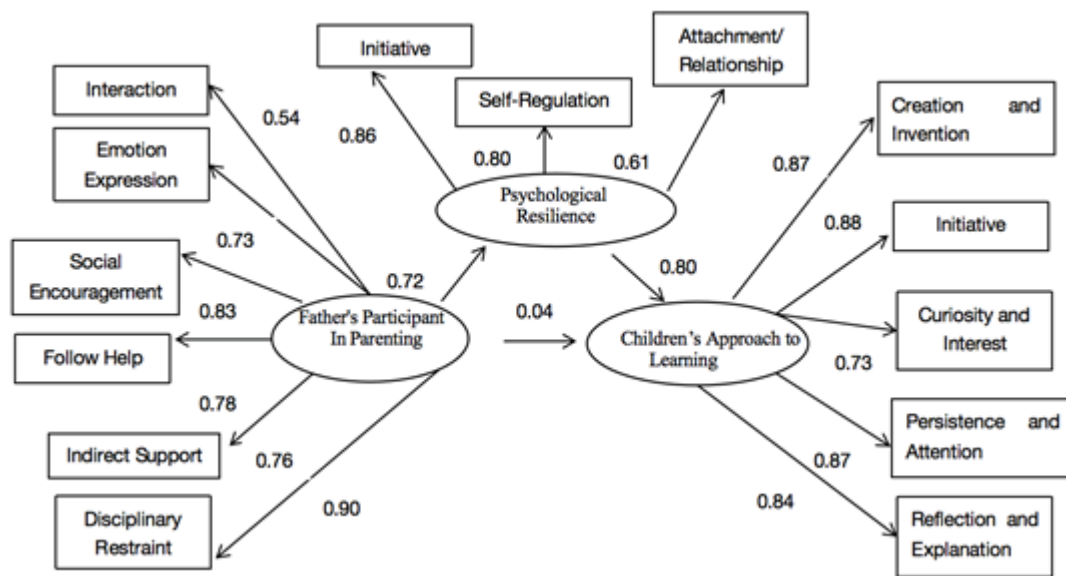 Initiative
Attachment/
Relationship
Interaction
Self-Regulation
Creation and
Invention
0.54
0.86
Emotion
Expression
0.80
0.61
0.87
Psychological
Resilience
0.88
Initiative
0.73
Social
Encouragement
0.72
0.80
0.83
Father's Participant
In Parenting
0.04
Children's Approach to
Learning
Curiosity and
Interest
Follow Help
0.73
0.78
Indirect Support
0.76
Persistence and
Attention
0.87
0.90
0.84
Disciplinary
Restraint
Reflection and
Explanation